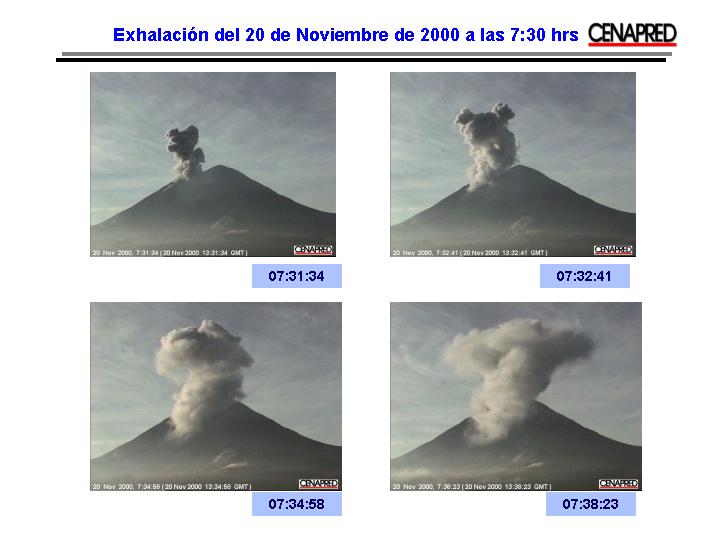 Exhalación del 20 de Noviembre de 2000 a las 7:30 hrs CENAPRED
20 Nov 2000, 7:31:34 (20 Nov 2000 13:31:34 GMT) CENAPRED
20 Nov 2000, 7:32:41 (20 Nov 2000 13:32:41 GMT) CENAPRED
07:31:34
07:32:41
20 Nov 2000, 7:34:58 (20 Nov 2000 13:34:58 GMT) CENAPRED
20 Nov 2000, 7:38:23 (20 Nov 2000 13:38:23 GMT) CENAPRED
07:34:58
07:38:23